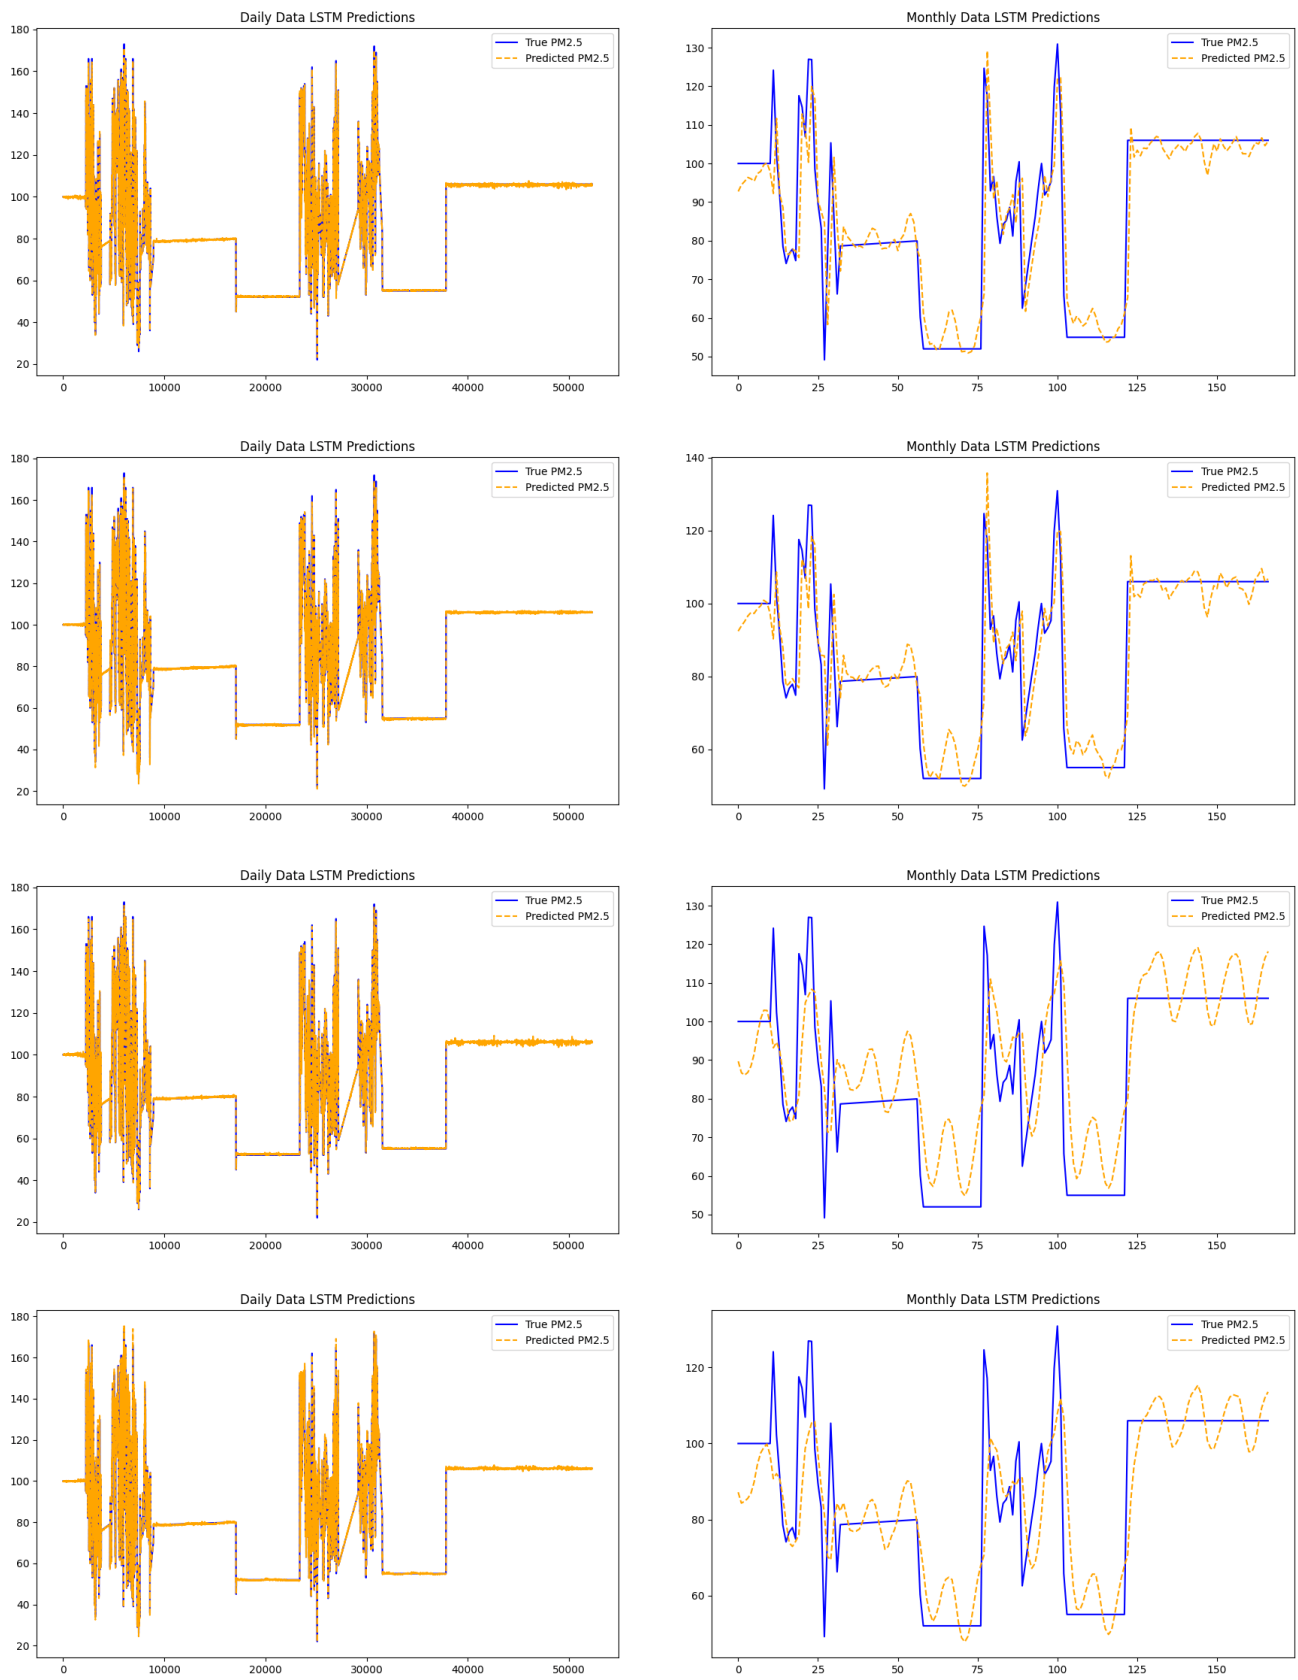 Daily Data LSTM Predictions
180
160
140
120
100
80
60
40
20
True PM2.5
Predicted PM2.5
0 10000 20000 30000 40000 50000
Monthly Data LSTM Predictions
130
120
110
100
90
80
70
60
50
True PM2.5
Predicted PM2.5
0 25 50 75 100 125 150
Daily Data LSTM Predictions
180
160
140
120
100
80
60
40
20
True PM2.5
Predicted PM2.5
0 10000 20000 30000 40000 50000
Monthly Data LSTM Predictions
140
120
100
80
60
True PM2.5
Predicted PM2.5
0 25 50 75 100 125 150
Daily Data LSTM Predictions
180
160
140
120
100
80
60
40
20
True PM2.5
Predicted PM2.5
0 10000 20000 30000 40000 50000
Monthly Data LSTM Predictions
130
120
110
100
90
80
70
60
50
True PM2.5
Predicted PM2.5
0 25 50 75 100 125 150
Daily Data LSTM Predictions
180
160
140
120
100
80
60
40
20
True PM2.5
Predicted PM2.5
0 10000 20000 30000 40000 50000
Monthly Data LSTM Predictions
120
100
80
60
True PM2.5
Predicted PM2.5
0 25 50 75 100 125 150